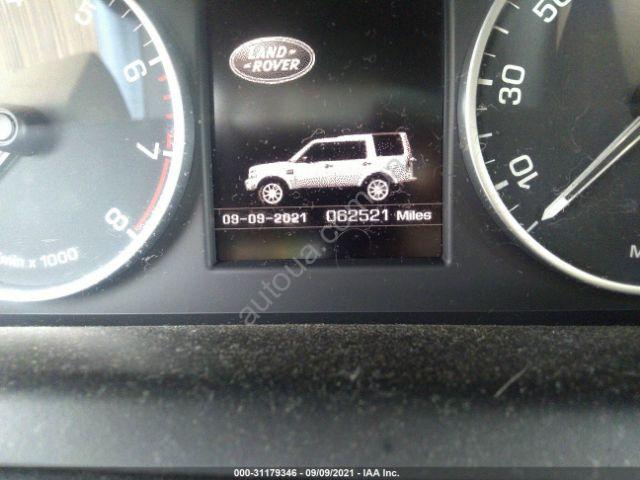 LAND
ROVER
09-09-2021 062521 Miles
5
6
7
8
x 1000
50
30
10
M
autoua.com
000-31179346 | 09/09/2021 | IAA Inc.